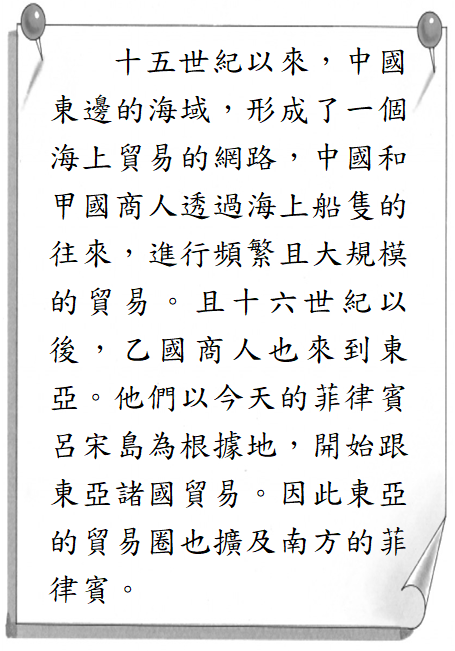 十五世紀以來，中國
東邊的海域，形成了一個
海上貿易的網路，中國和
甲國商人透過海上船隻的
往來，進行頻繁且大規模
的貿易。且十六世紀以
後，乙國商人也來到東
亞。他們以今天的菲律賓
呂宋島為根據地，開始跟
東亞諸國貿易。因此東亞
的貿易圈也擴及南方的菲
律賓。